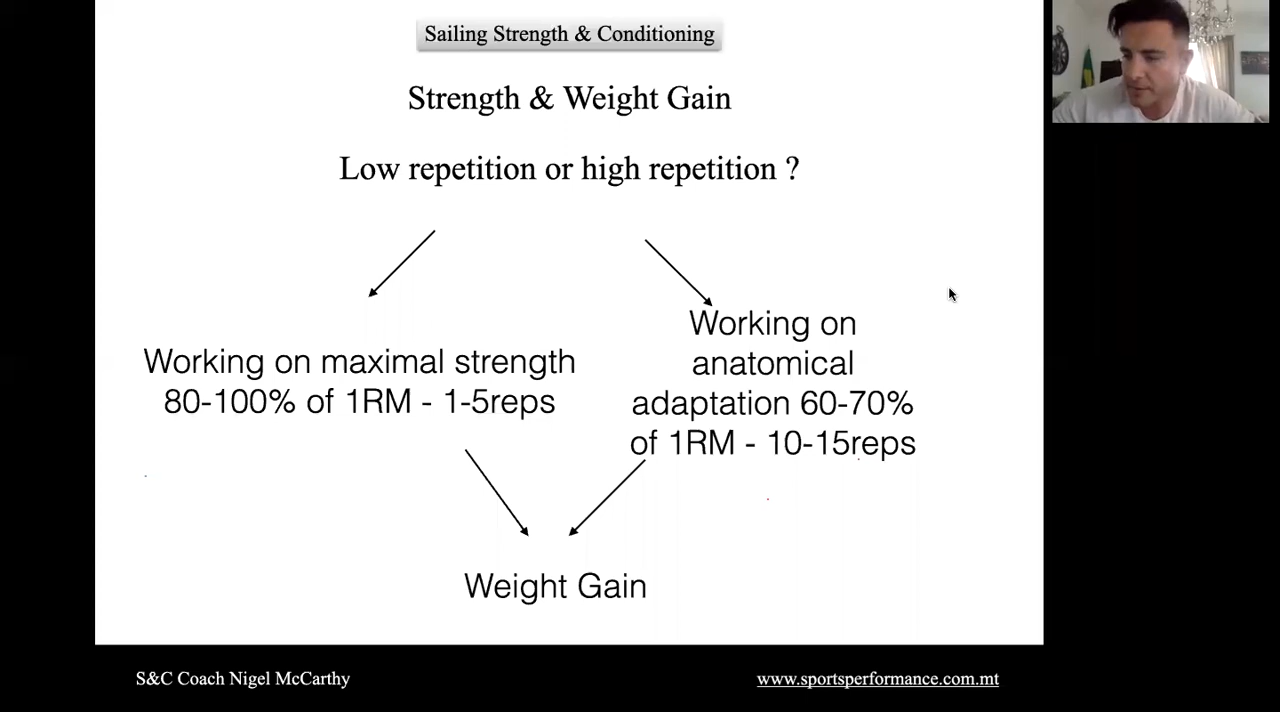 Sailing Strength & Conditioning
Strength & Weight Gain
Low repetition or high repetition ?
Working on maximal strength
80-100% of 1RM - 1-5reps
Working on
anatomical
adaptation 60-70%
of 1RM - 10-15reps
Weight Gain
S&C Coach Nigel McCarthy
www.sportsperformance.com.mt